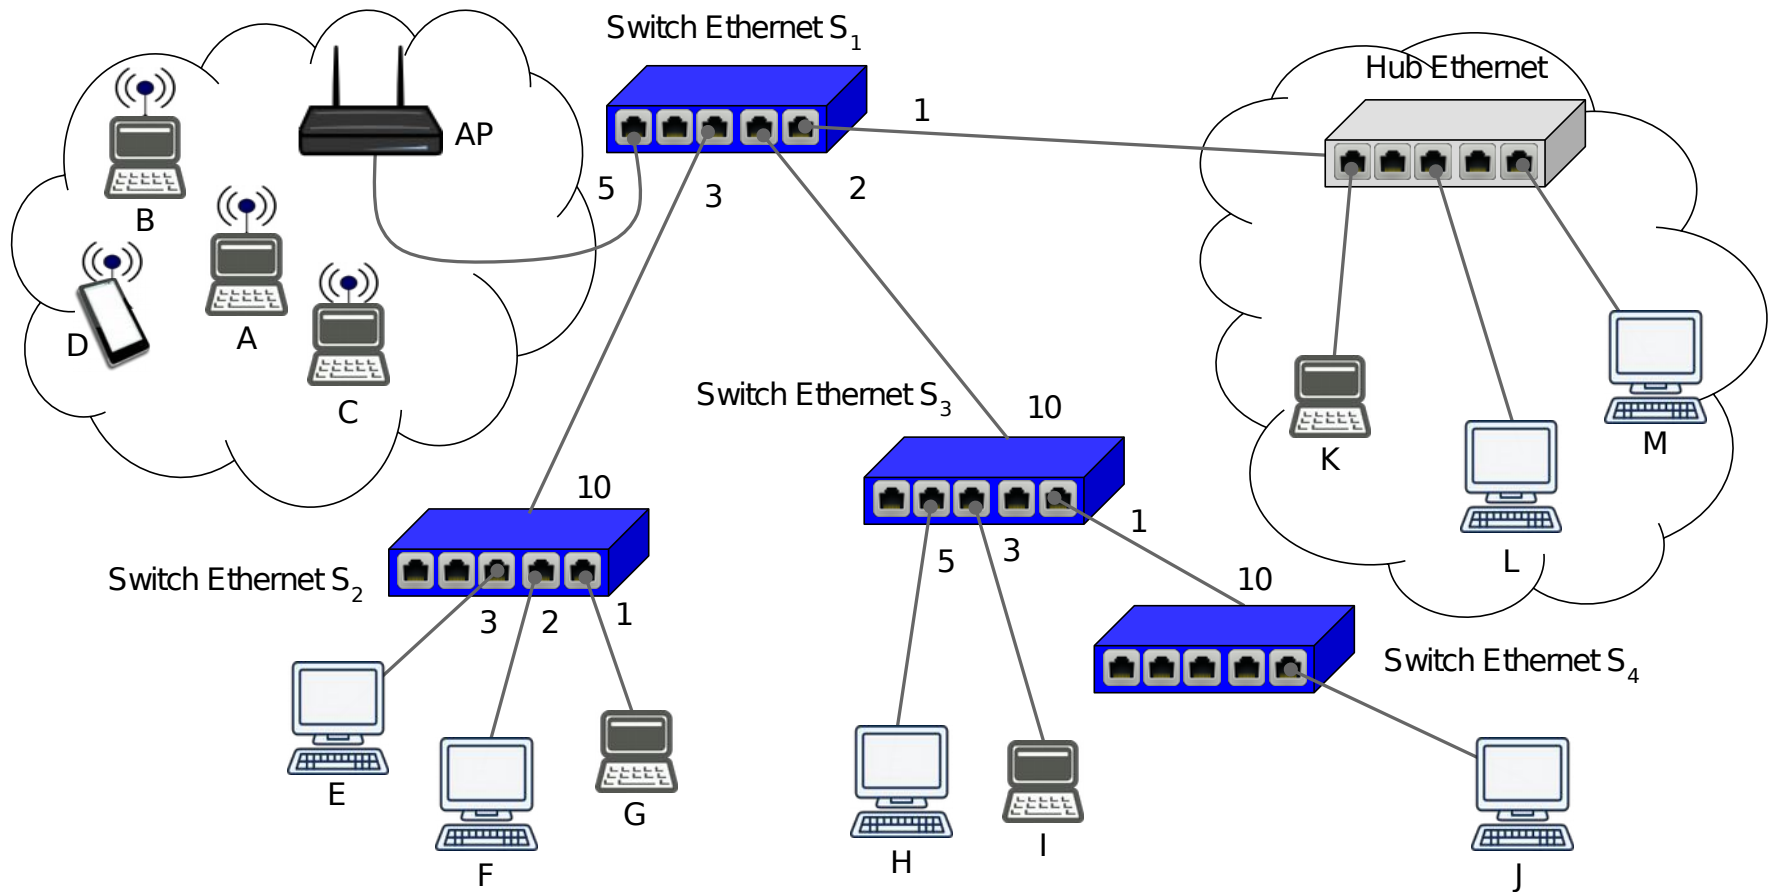 Switch Ethernet S1
Hub Ethernet
1
AP
5
3
2
B
A
D
C
Switch Ethernet S3
10
K
M
L
10
5
3
1
Switch Ethernet S2
3
2
1
10
Switch Ethernet S4
E
F
G
H
I
J